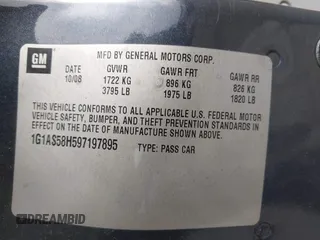 GM
MFD BY GENERAL MOTORS CORP.
DATE GVWR GAWR FRT GAWR RR
10/08 1722 KG 896 KG 826 KG
3795 LB 1975 LB 1820 LB
THIS VEHICLE CONFORMS TO ALL APPLICABLE U.S. FEDERAL MOTOR
VEHICLE SAFETY, BUMPER, AND THEFT PREVENTION STANDARDS IN
EFFECT ON THE DATE OF MANUFACTURE SHOWN ABOVE.
1G1AS58H597197895 TYPE: PASS CAR
DREAMBID